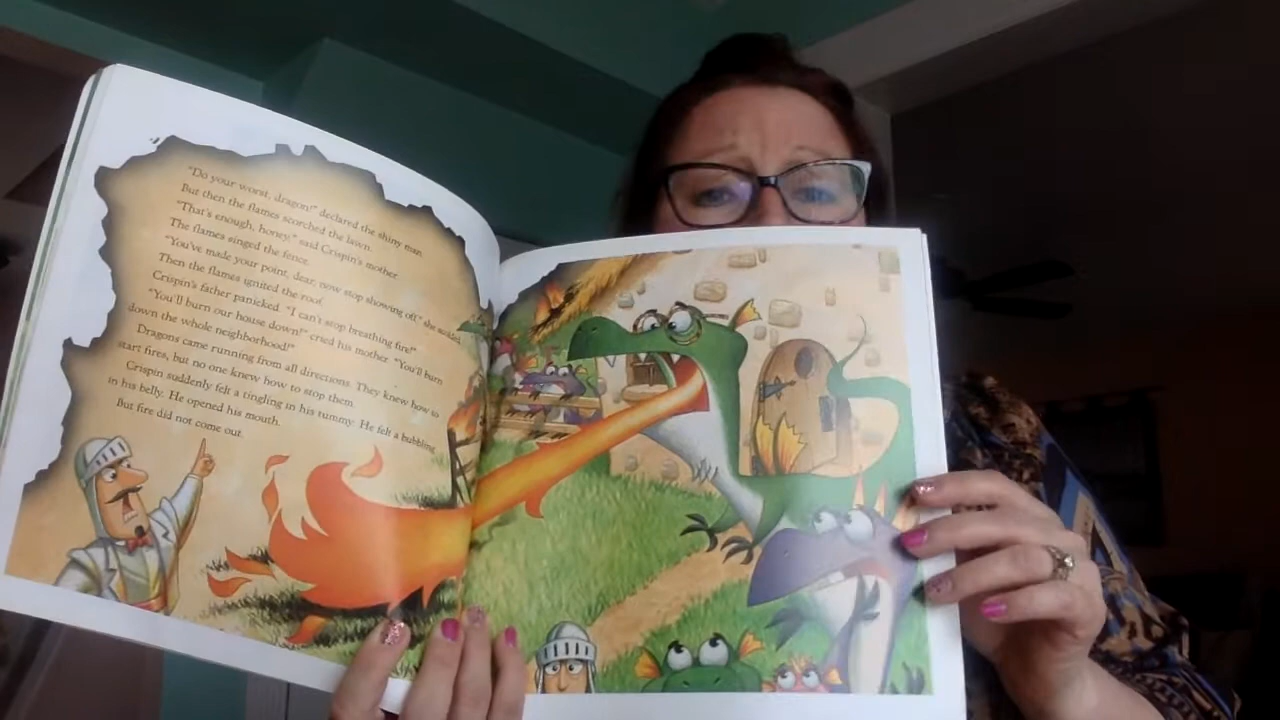 "Do your worst, dragon!" declared the shiny man.
But then the flames scorched the lawn.
"That's enough, honey," said Crispin's mother.
The flames singed the fence.
"You've made your point, dear, now stop showing off," she scolded.
Then the flames ignited the roof.
Crispin's father panicked. "I can't stop breathing fire!"
"You'll burn our house down!" cried his mother. "You'll burn
down the whole neighborhood!"
Dragons came running from all directions. They knew how to
start fires, but no one knew how to stop them.
Crispin suddenly felt a tingling in his tummy. He felt a bubbling
in his belly. He opened his mouth.
But fire did not come out.